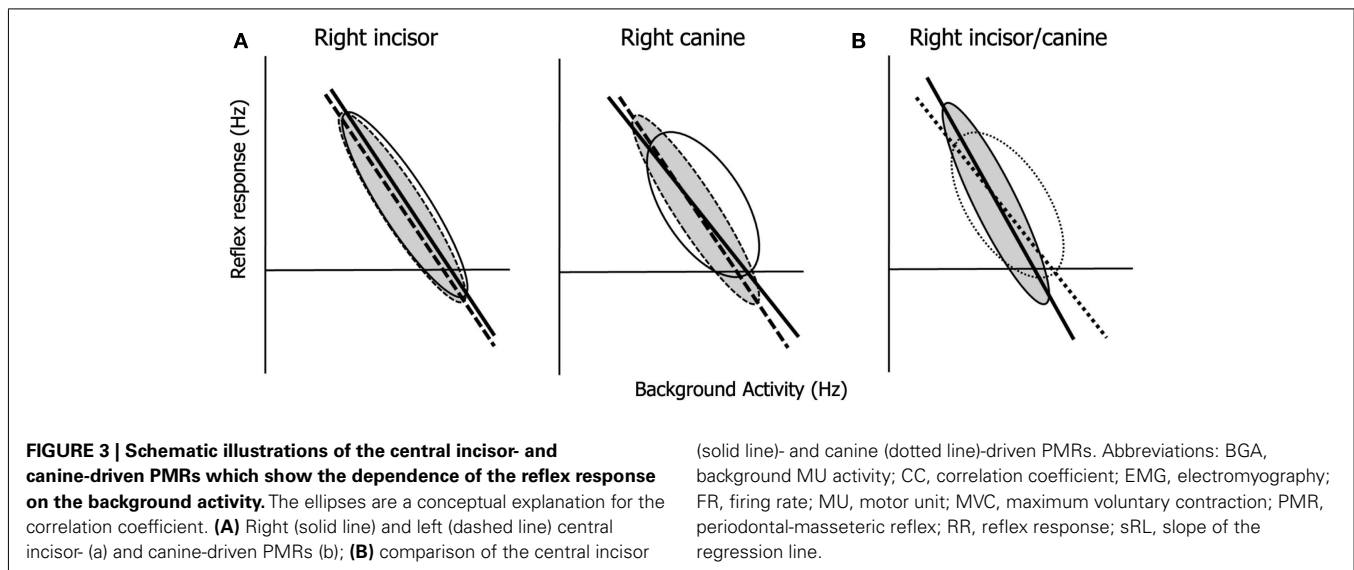 A
Right incisor
Right canine
B
Right incisor/canine
Reflex response (Hz)
Background Activity (Hz)
FIGURE 3 | Schematic illustrations of the central incisor- and
canine-driven PMRs which show the dependence of the reflex response
on the background activity. The ellipses are a conceptual explanation for the
correlation coefficient. (A) Right (solid line) and left (dashed line) central
incisor- (a) and canine-driven PMRs (b); (B) comparison of the central incisor
(solid line)- and canine (dotted line)-driven PMRs. Abbreviations: BGA,
background MU activity; CC, correlation coefficient; EMG, electromyography;
FR, firing rate; MU, motor unit; MVC, maximum voluntary contraction; PMR,
periodontal-masseteric reflex; RR, reflex response; sRL, slope of the
regression line.